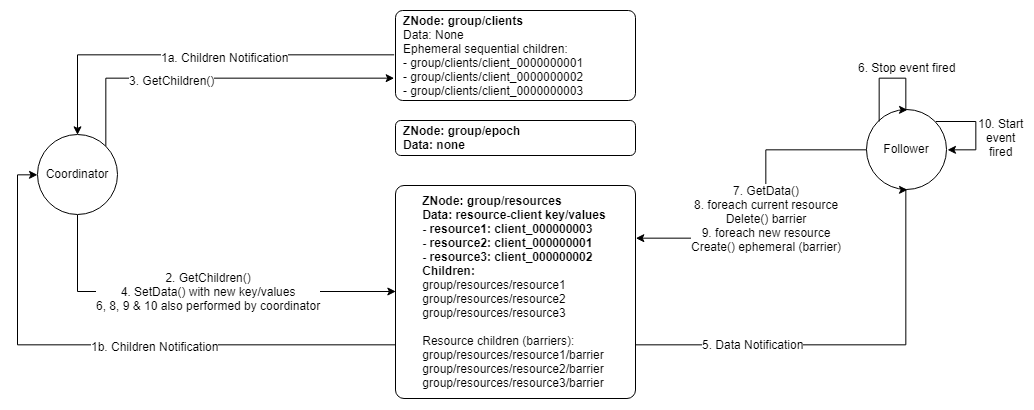 ZNode: group/clients
Data: None
Ephemeral sequential children:
- group/clients/client_0000000001
- group/clients/client_0000000002
- group/clients/client_0000000003
1a. Children Notification
3. GetChildren()
ZNode: group/epoch
Data: none
Coordinator
6. Stop event fired
Follower
10. Start
event
fired
7. GetData()
8. foreach current resource
Delete() barrier
9. foreach new resource
Create() ephemeral (barrier)
ZNode: group/resources
Data: resource-client key/values
- resource1: client_000000003
- resource2: client_000000001
- resource3: client_000000002
Children:
group/resources/resource1
group/resources/resource2
group/resources/resource3
Resource children (barriers):
group/resources/resource1/barrier
group/resources/resource2/barrier
group/resources/resource3/barrier
2. GetChildren()
4. SetData() with new key/values
6, 8, 9 & 10 also performed by coordinator
1b. Children Notification
5. Data Notification